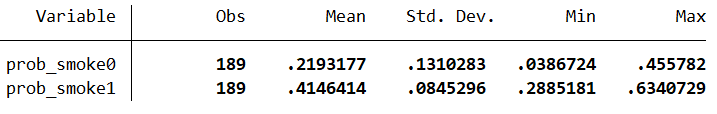 Variable | Obs Mean Std. Dev. Min Max
prob_smoke0 | 189 .2193177 .1310283 .0386724 .455782
prob_smoke1 | 189 .4146414 .0845296 .2885181 .6340729